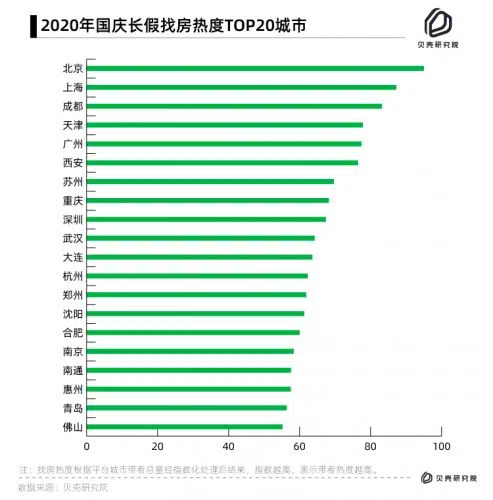 2020年国庆长假找房热度TOP20城市
贝壳研究院
北京
上海
成都
天津
广州
西安
苏州
重庆
深圳
武汉
大连
杭州
郑州
沈阳
合肥
南京
南通
惠州
青岛
佛山
0 20 40 60 80 100
注：找房热度根据平台城市带看总量经指数化处理后结果，指数越高，表示带看热度越高。
数据来源：贝壳研究院
贝壳研究院